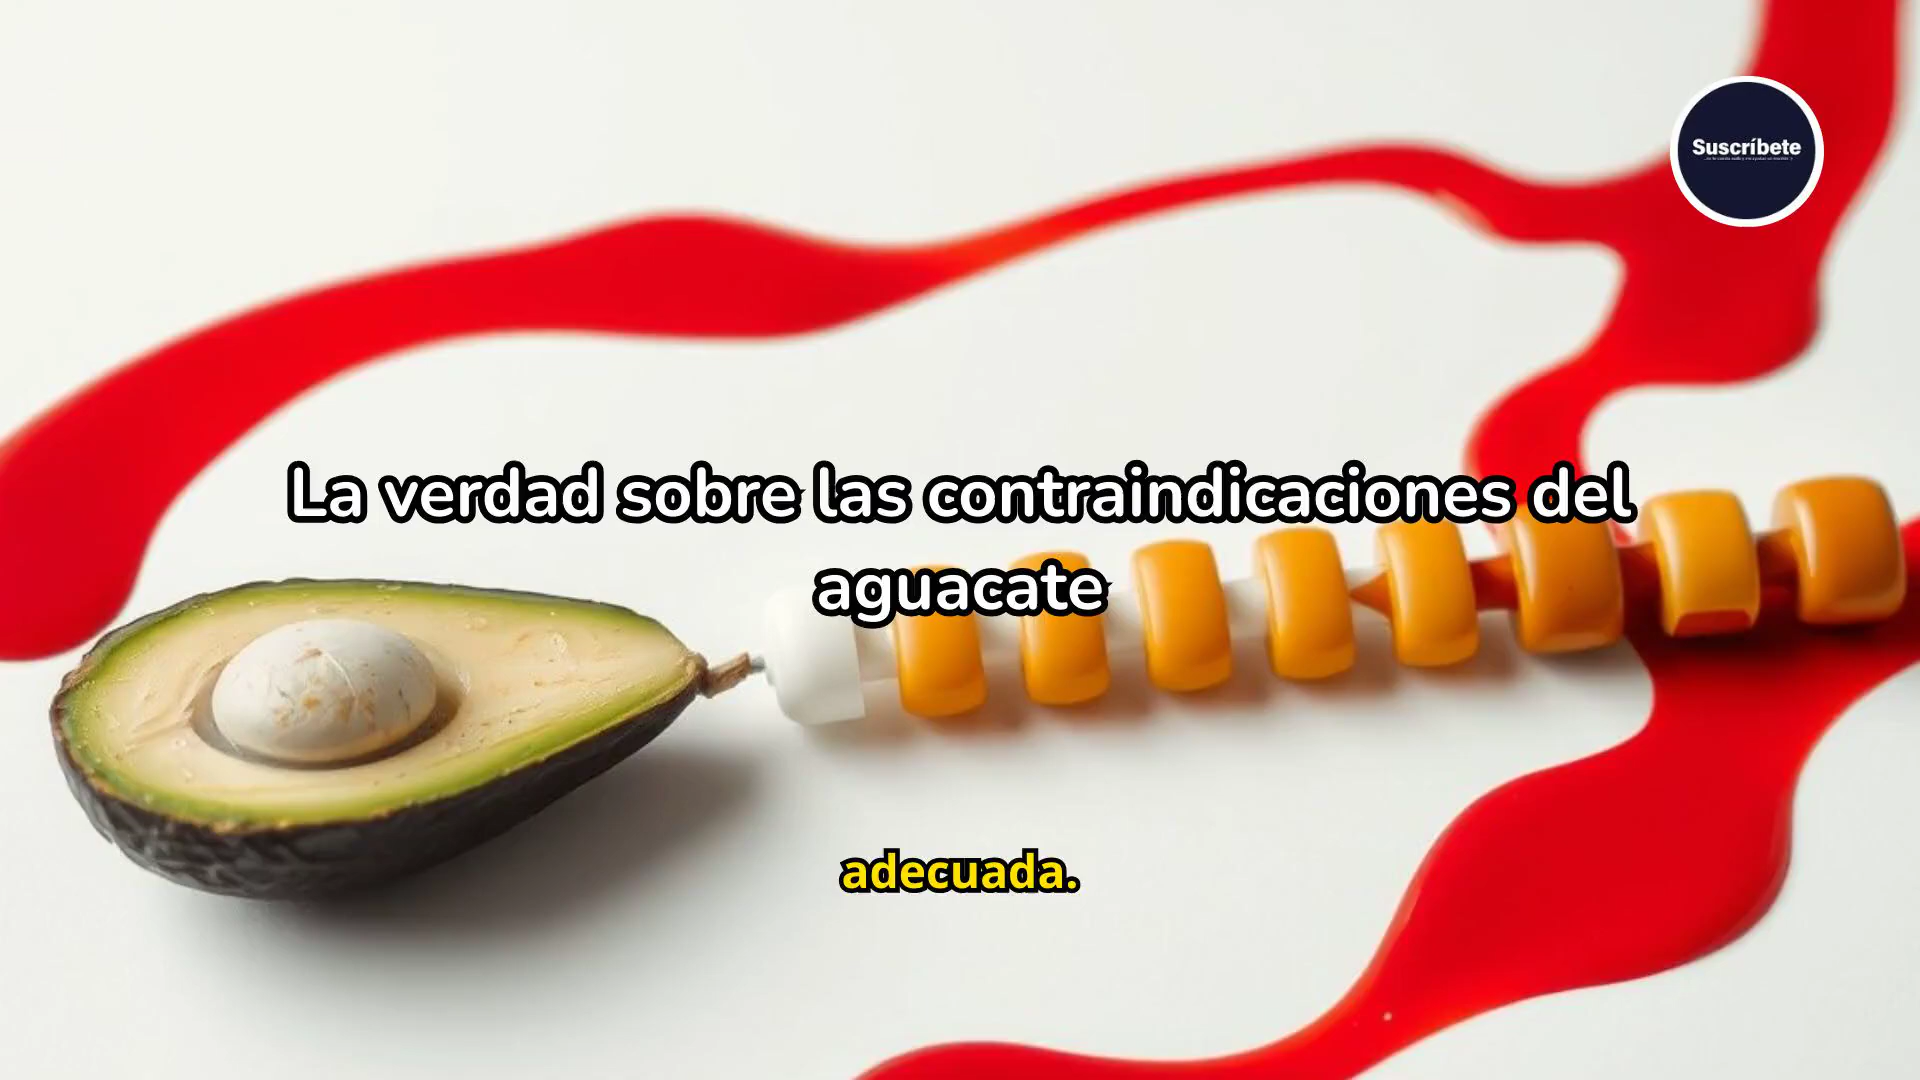 Suscríbete
La verdad sobre las contraindicaciones del
aguacate
adecuada.